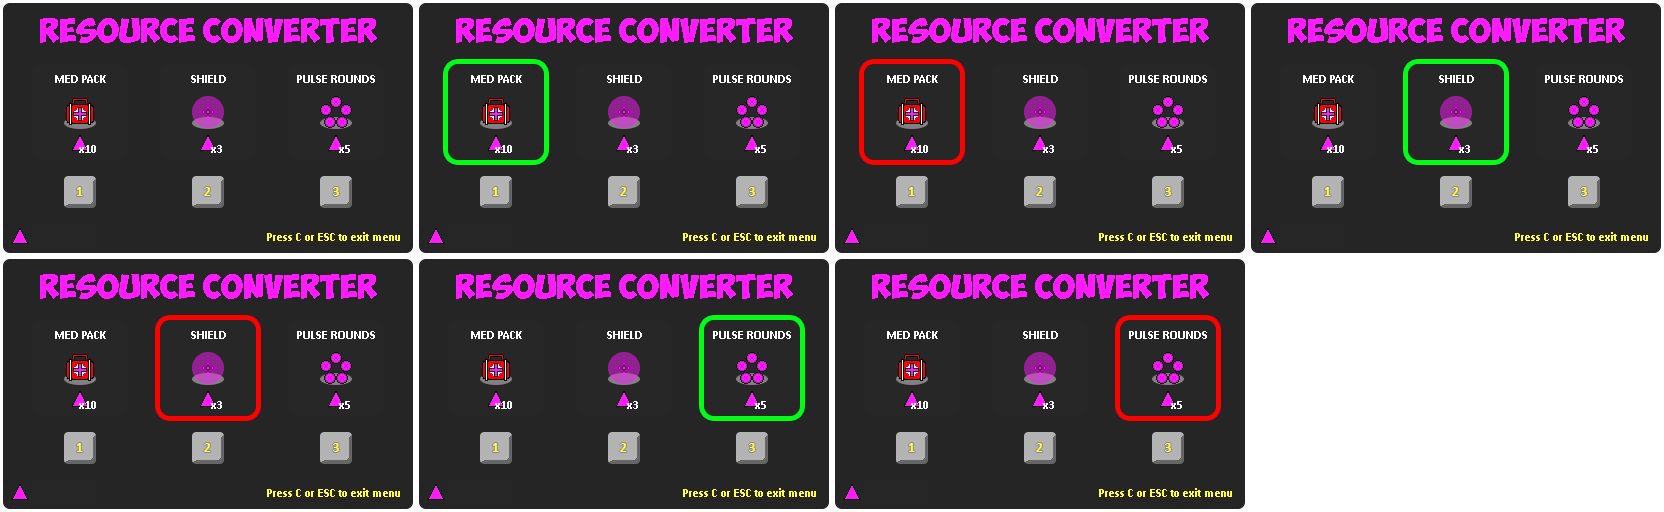 RESOURCE CONVERTER
MED PACK SHIELD PULSE ROUNDS
x10 x3 x5
1 2 3
Press C or ESC to exit menu
RESOURCE CONVERTER
MED PACK SHIELD PULSE ROUNDS
x10 x3 x5
1 2 3
Press C or ESC to exit menu
RESOURCE CONVERTER
MED PACK SHIELD PULSE ROUNDS
x10 x3 x5
1 2 3
Press C or ESC to exit menu
RESOURCE CONVERTER
MED PACK SHIELD PULSE ROUNDS
x10 x3 x5
1 2 3
Press C or ESC to exit menu
RESOURCE CONVERTER
MED PACK SHIELD PULSE ROUNDS
x10 x3 x5
1 2 3
Press C or ESC to exit menu
RESOURCE CONVERTER
MED PACK SHIELD PULSE ROUNDS
x10 x3 x5
1 2 3
Press C or ESC to exit menu
RESOURCE CONVERTER
MED PACK SHIELD PULSE ROUNDS
x10 x3 x5
1 2 3
Press C or ESC to exit menu